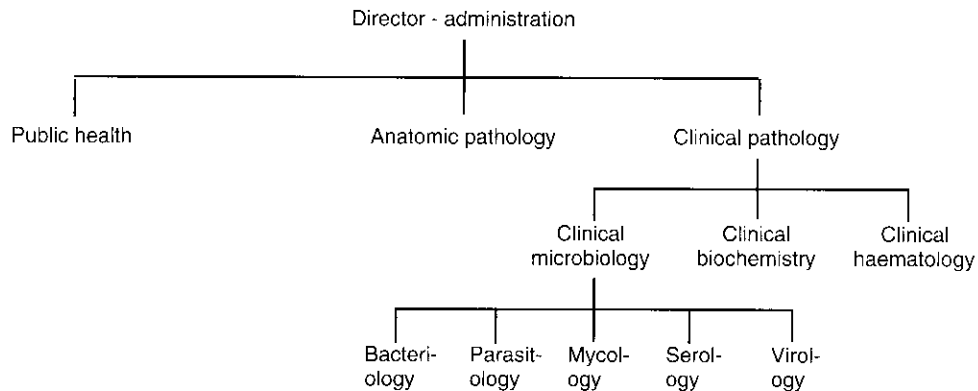 Director - administration
Public health
Anatomic pathology
Clinical pathology
Clinical
microbiology
Clinical
biochemistry
Clinical
haematology
Bacteri-
ology
Parasit-
ology
Mycol-
ogy
Serol-
ogy
Virol-
ogy